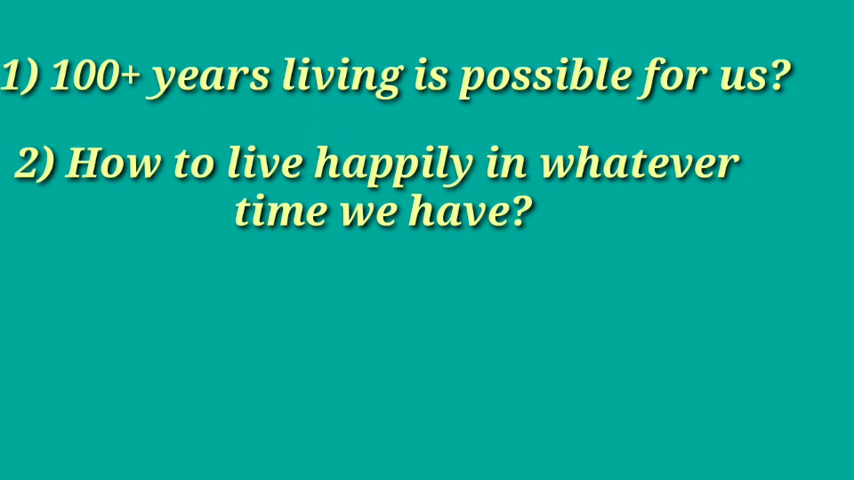 1) 100+ years living is possible for us?
2) How to live happily in whatever
time we have?